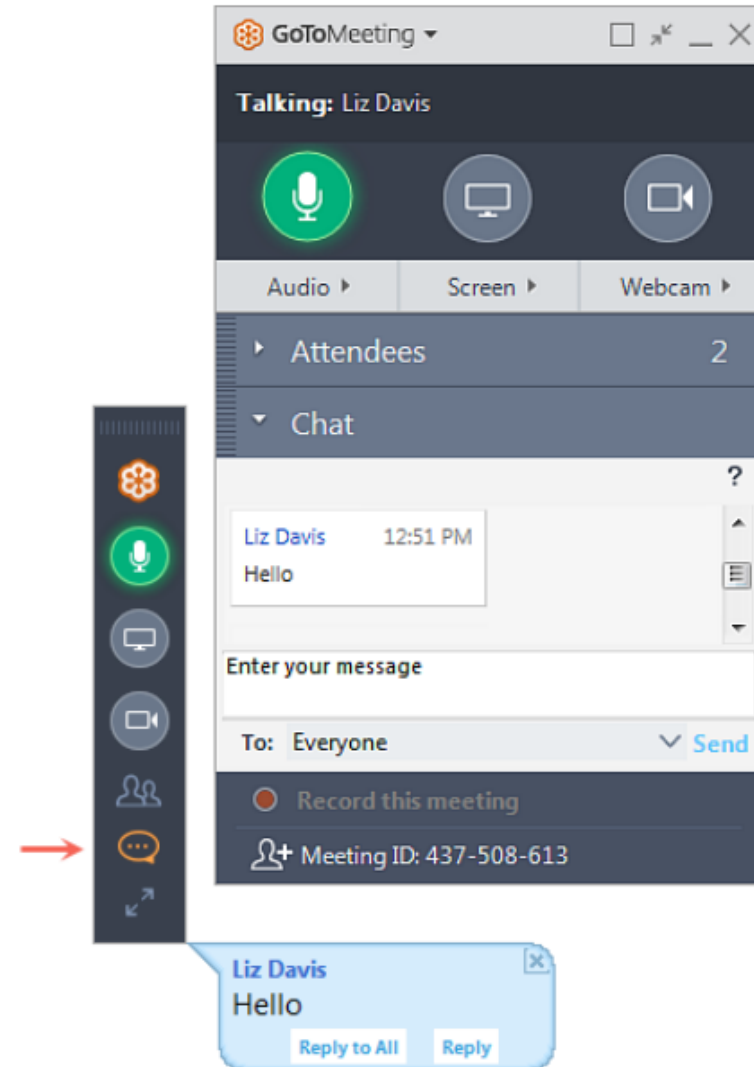 GoToMeeting
Talking: Liz Davis
Audio Screen Webcam
Attendees 2
Chat
?
Liz Davis 12:51 PM
Hello
Enter your message
To: Everyone Send
Record this meeting
Meeting ID: 437-508-613
Liz Davis
Hello
Reply to All Reply